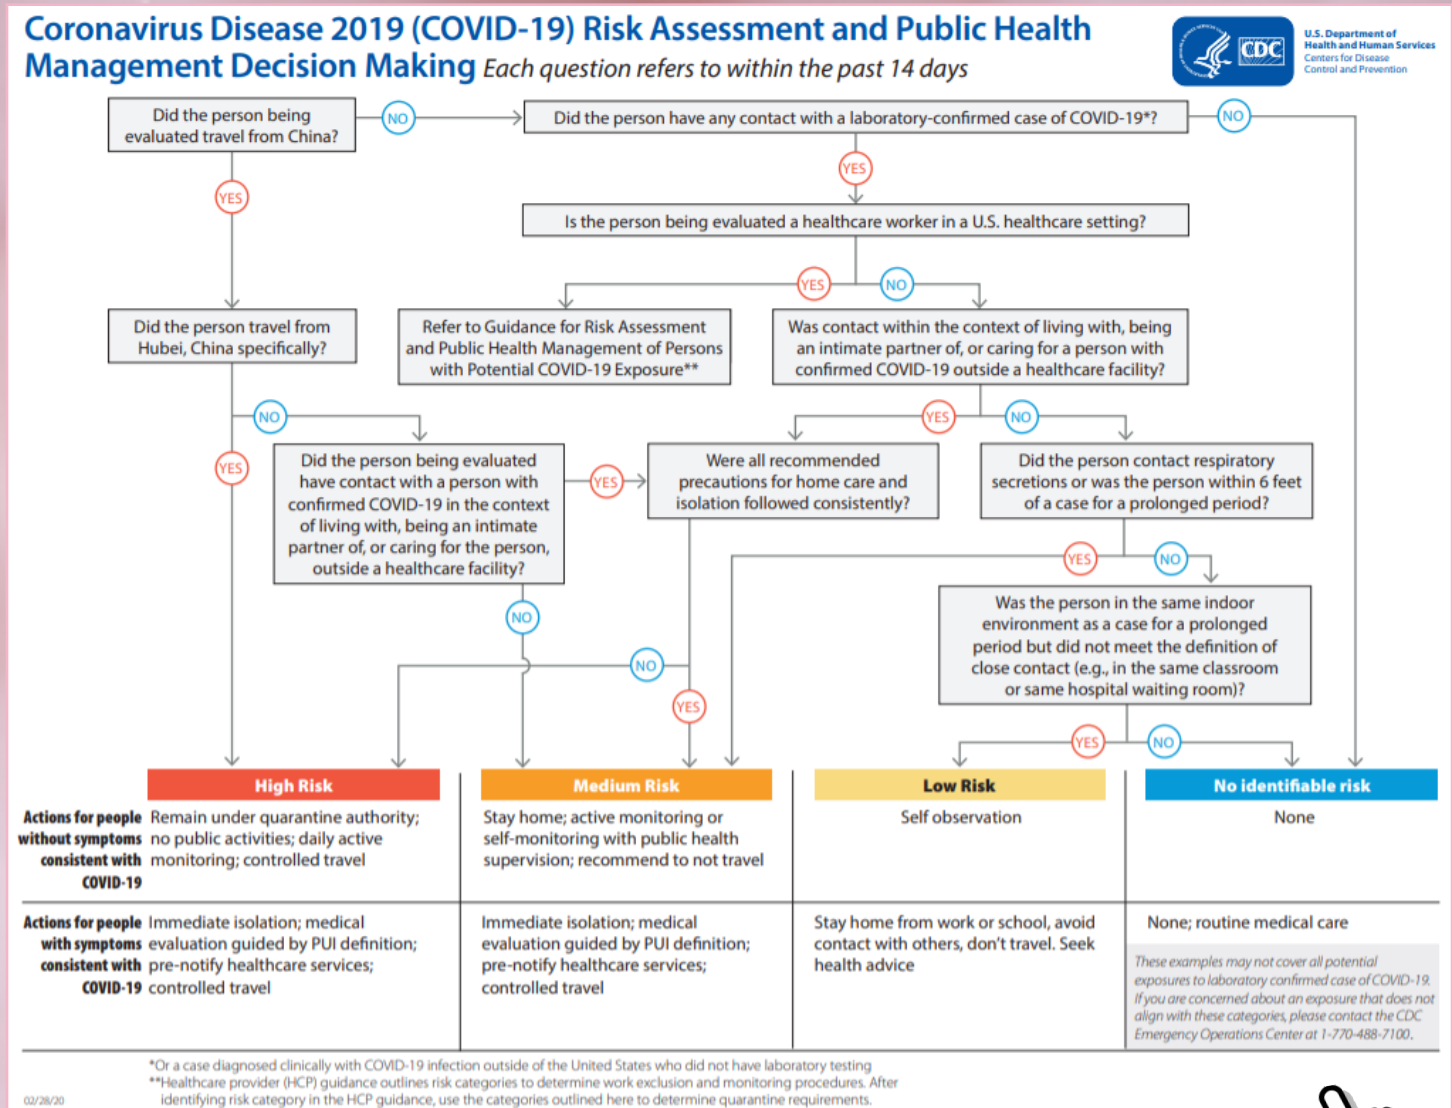 Coronavirus Disease 2019 (COVID-19) Risk Assessment and Public Health
Management Decision Making Each question refers to within the past 14 days
CDC
U.S. Department of
Health and Human Services
Centers for Disease
Control and Prevention
Did the person being
evaluated travel from China?
NO
Did the person have any contact with a laboratory-confirmed case of COVID-19*?
NO
YES
YES
Is the person being evaluated a healthcare worker in a U.S. healthcare setting?
YES
NO
Did the person travel from
Hubei, China specifically?
Refer to Guidance for Risk Assessment
and Public Health Management of Persons
with Potential COVID-19 Exposure**
Was contact within the context of living with, being
an intimate partner of, or caring for a person with
confirmed COVID-19 outside a healthcare facility?
NO
YES
YES
NO
Did the person being evaluated
have contact with a person with
confirmed COVID-19 in the context
of living with, being an intimate
partner of, or caring for the person,
outside a healthcare facility?
YES
Were all recommended
precautions for home care and
isolation followed consistently?
Did the person contact respiratory
secretions or was the person within 6 feet
of a case for a prolonged period?
YES
NO
NO
Was the person in the same indoor
environment as a case for a prolonged
period but did not meet the definition of
close contact (e.g., in the same classroom
or same hospital waiting room)?
NO
YES
YES
NO
High Risk
Medium Risk
Low Risk
No identifiable risk
Actions for people
without symptoms
consistent with
COVID-19
Remain under quarantine authority;
no public activities; daily active
monitoring; controlled travel
Stay home; active monitoring or
self-monitoring with public health
supervision; recommend to not travel
Self observation
None
Actions for people
with symptoms
consistent with
COVID-19
Immediate isolation; medical
evaluation guided by PUI definition;
pre-notify healthcare services;
controlled travel
Immediate isolation; medical
evaluation guided by PUI definition;
pre-notify healthcare services;
controlled travel
Stay home from work or school, avoid
contact with others, don't travel. Seek
health advice
None; routine medical care
These examples may not cover all potential
exposures to laboratory confirmed case of COVID-19.
If you are concerned about an exposure that does not
align with these categories, please contact the CDC
Emergency Operations Center at 1-770-488-7100.
*Or a case diagnosed clinically with COVID-19 infection outside of the United States who did not have laboratory testing
**Healthcare provider (HCP) guidance outlines risk categories to determine work exclusion and monitoring procedures. After
identifying risk category in the HCP guidance, use the categories outlined here to determine quarantine requirements.
02/28/20